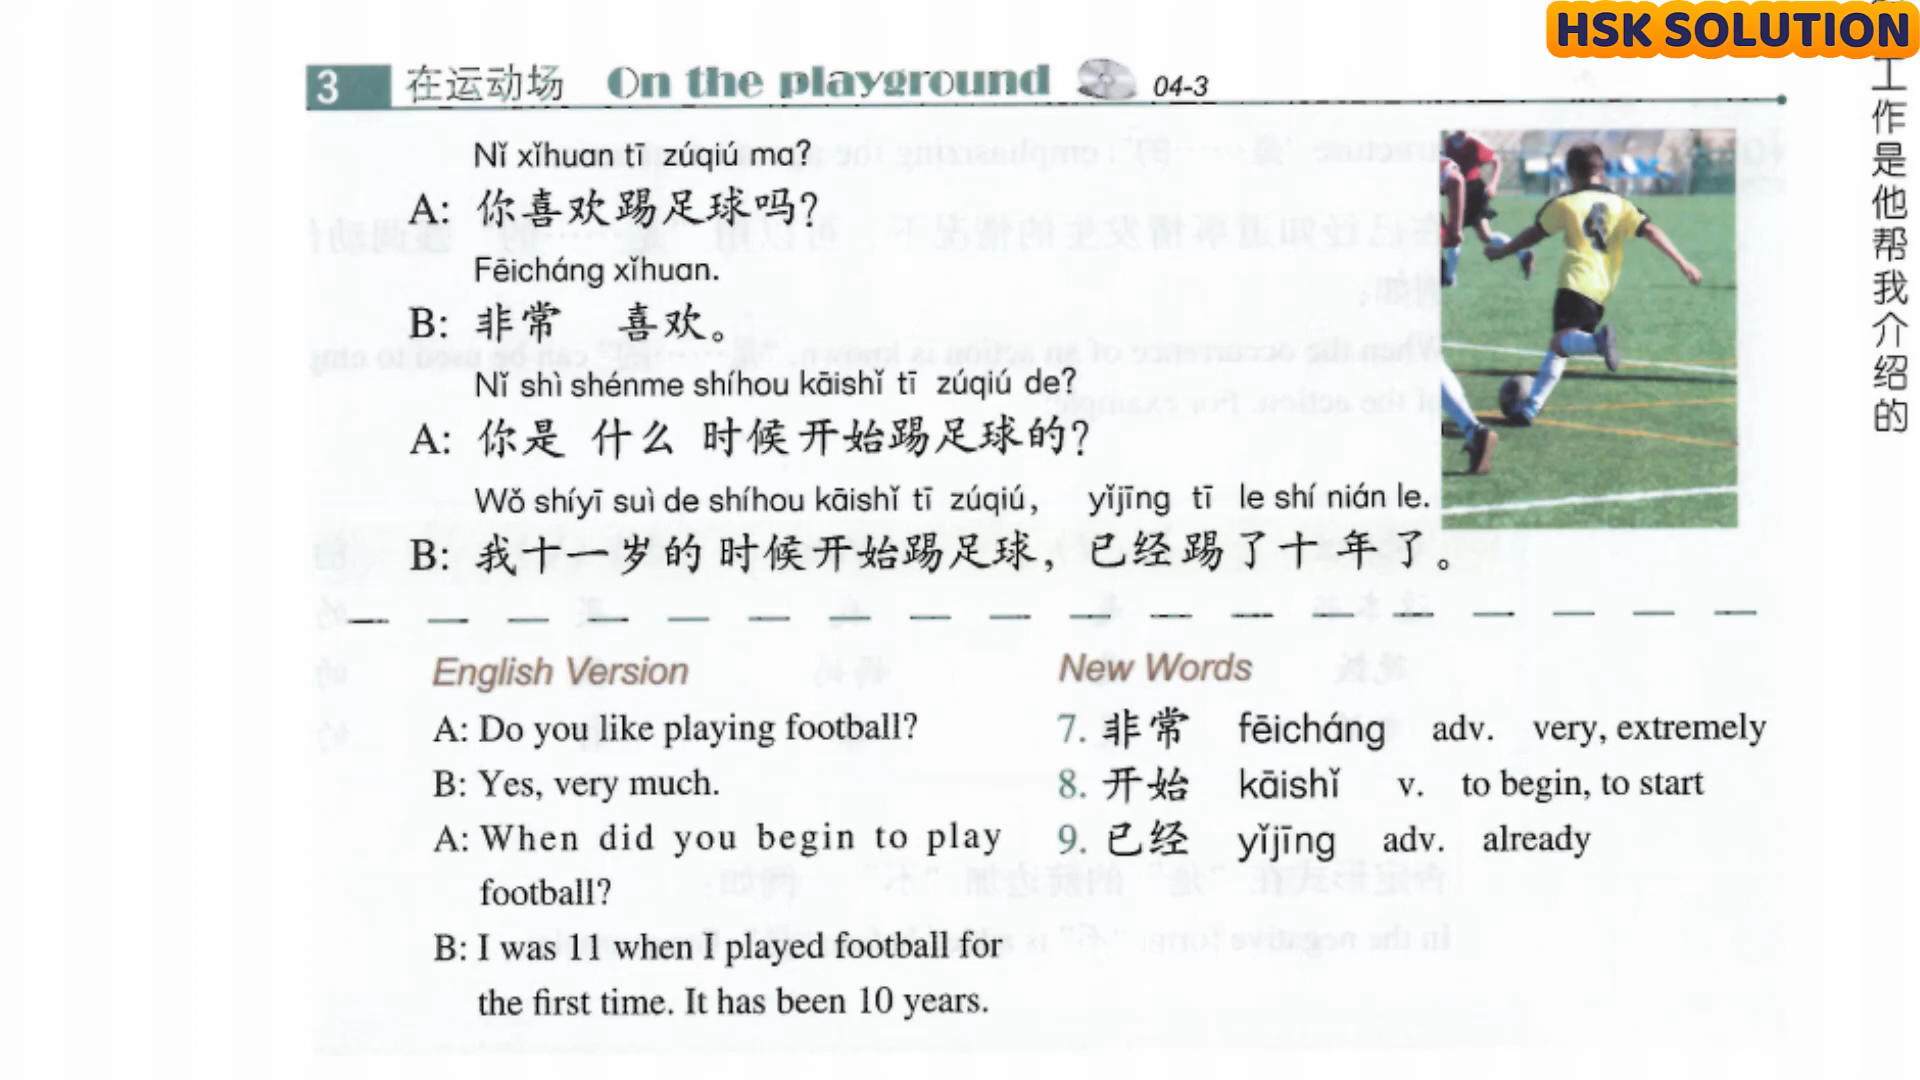 HSK SOLUTION
3 在运动场 On the playground 04-3
Nǐ xǐhuan tī zúqiú ma?
A: 你喜欢踢足球吗?
Fēicháng xǐhuan.
B: 非常 喜欢。
Nǐ shì shénme shíhou kāishǐ tī zúqiú de?
A: 你是 什么 时候开始踢足球的?
Wǒ shíyī suì de shíhou kāishǐ tī zúqiú, yǐjīng tī le shí nián le.
B: 我十一岁的 时候开始踢足球, 已经踢了十年了。
4
English Version
A: Do you like playing football?
B: Yes, very much.
A: When did you begin to play
football?
B: I was 11 when I played football for
the first time. It has been 10 years.
New Words
7. 非常 fēicháng adv. very, extremely
8. 开始 kāishǐ v. to begin, to start
9. 已经 yǐjīng adv. already
工作是他帮我介绍的